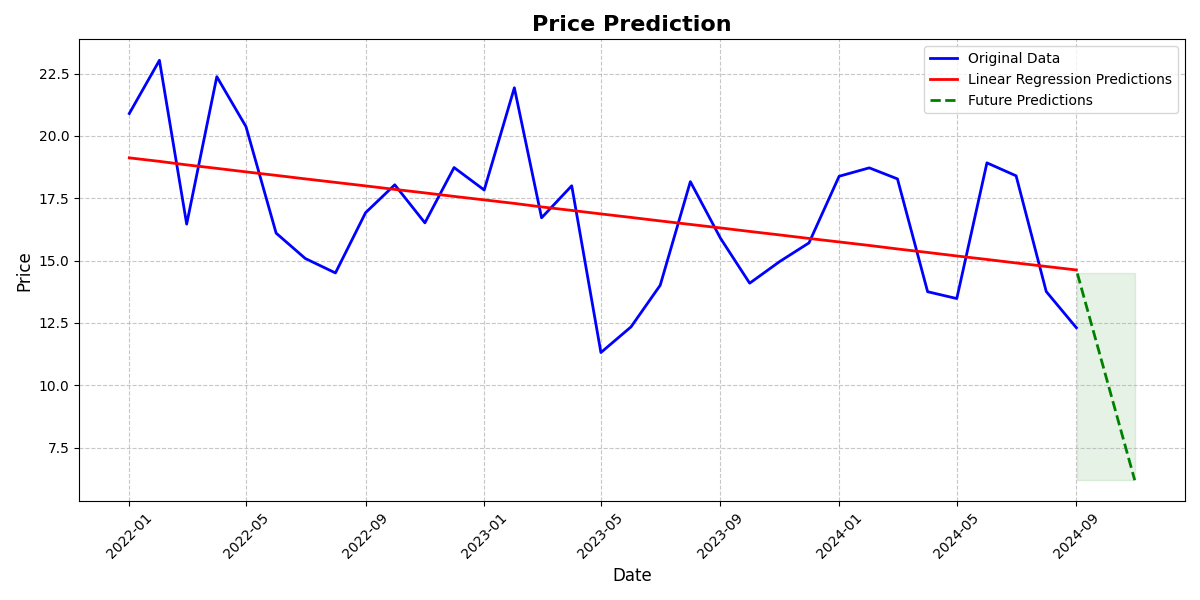 Price Prediction
Original Data
Linear Regression Predictions
Future Predictions
Price
22.5
20.0
17.5
15.0
12.5
10.0
7.5
2022-01
2022-05
2022-09
2023-01
2023-05
2023-09
2024-01
2024-05
2024-09
Date